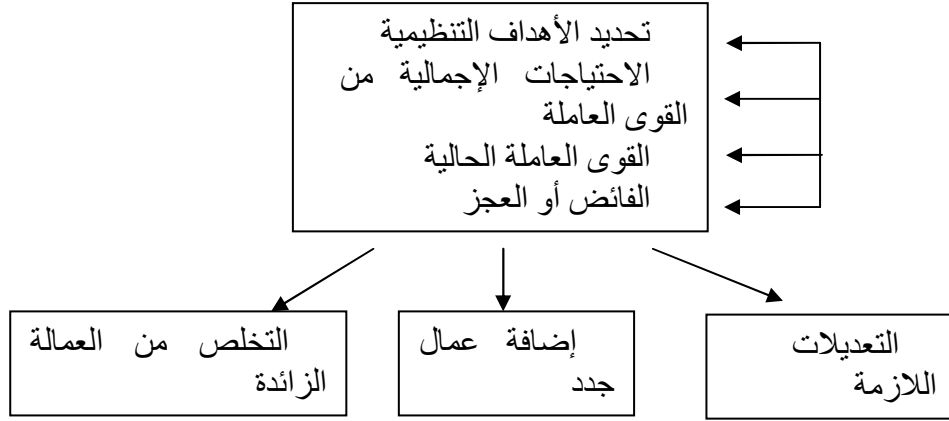 تحديد الأهداف التنظيمية
الاحتياجات الإجمالية من
القوى العاملة
القوى العاملة الحالية
الفائض أو العجز
التعديلات
اللازمة
إضافة عمال
جدد
التخلص من العمالة
الزائدة